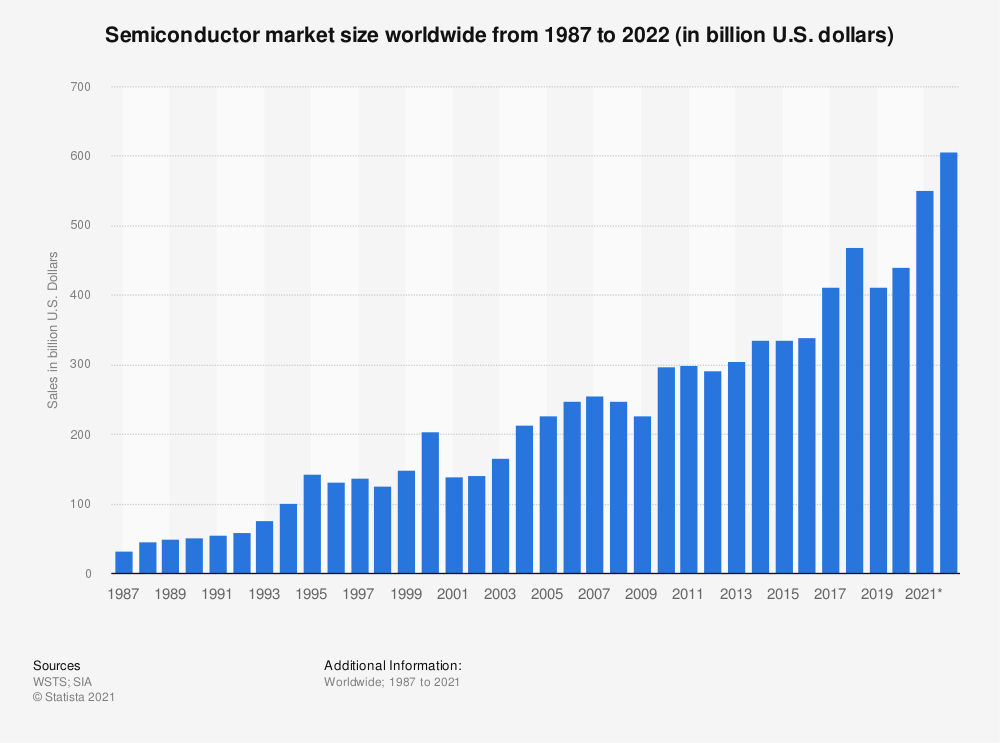 Semiconductor market size worldwide from 1987 to 2022 (in billion U.S. dollars)
700
600
500
400
300
200
100
0
Sales in billion U.S. Dollars
1987 1989 1991 1993 1995 1997 1999 2001 2003 2005 2007 2009 2011 2013 2015 2017 2019 2021*
Sources
WSTS; SIA
© Statista 2021
Additional Information:
Worldwide; 1987 to 2021